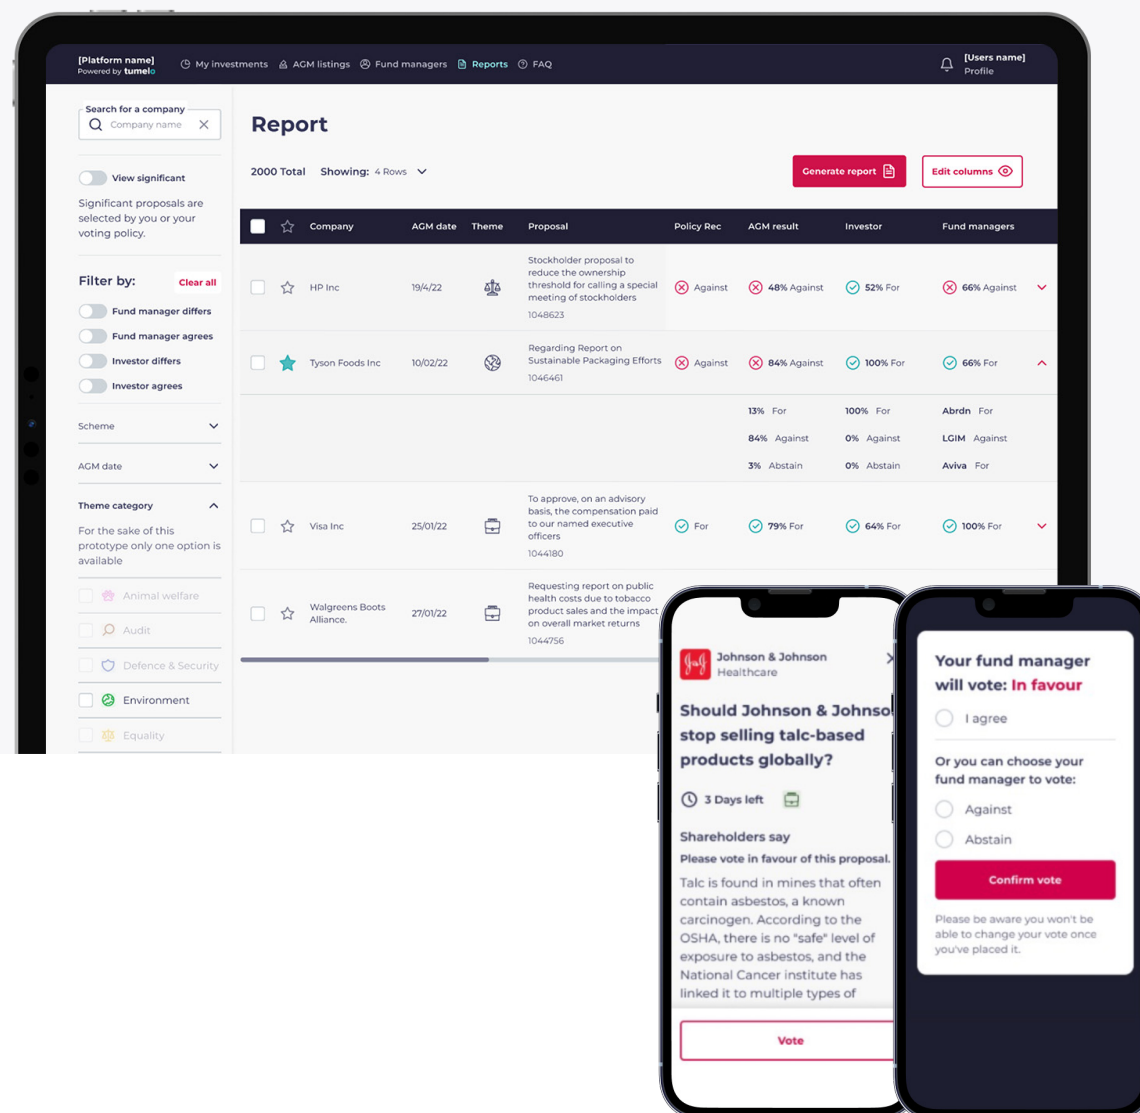 [Platform name]
Powered by tumelo
My investments
AGM listings
Fund managers
Reports
FAQ
[Users name]
Profile
Search for a company
Company name
View significant
Significant proposals are
selected by you or your
voting policy.
Filter by:
Clear all
Fund manager differs
Fund manager agrees
Investor differs
Investor agrees
Scheme
AGM date
Theme category
For the sake of this
prototype only one option is
available
Animal welfare
Audit
Defence & Security
Environment
Equality
Report
2000 Total
Showing: 4 Rows
Generate report
Edit columns
Company
AGM date
Theme
Proposal
Policy Rec
AGM result
Investor
Fund managers
HP Inc
19/4/22
Stockholder proposal to
reduce the ownership
threshold for calling a special
meeting of stockholders
1048623
Against
48% Against
52% For
66% Against
Tyson Foods Inc
10/02/22
Regarding Report on
Sustainable Packaging Efforts
1046461
Against
84% Against
100% For
66% For
13% For
84% Against
3% Abstain
100% For
0% Against
0% Abstain
Abrdn For
LGIM Against
Aviva For
Visa Inc
25/01/22
To approve, on an advisory
basis, the compensation paid
to our named executive
officers
1044180
For
79% For
64% For
100% For
Walgreens Boots
Alliance.
27/01/22
Requesting report on public
health costs due to tobacco
product sales and the impact
on overall market returns
1044756
J&J
Johnson & Johnson
Healthcare
Should Johnson & Johnso
stop selling talc-based
products globally?
3 Days left
Shareholders say
Please vote in favour of this proposal.
Talc is found in mines that often
contain asbestos, a known
carcinogen. According to the
OSHA, there is no "safe" level of
exposure to asbestos, and the
National Cancer institute has
linked it to multiple types of
Vote
Your fund manager
will vote: In favour
I agree
Or you can choose your
fund manager to vote:
Against
Abstain
Confirm vote
Please be aware you won't be
able to change your vote once
you've placed it.